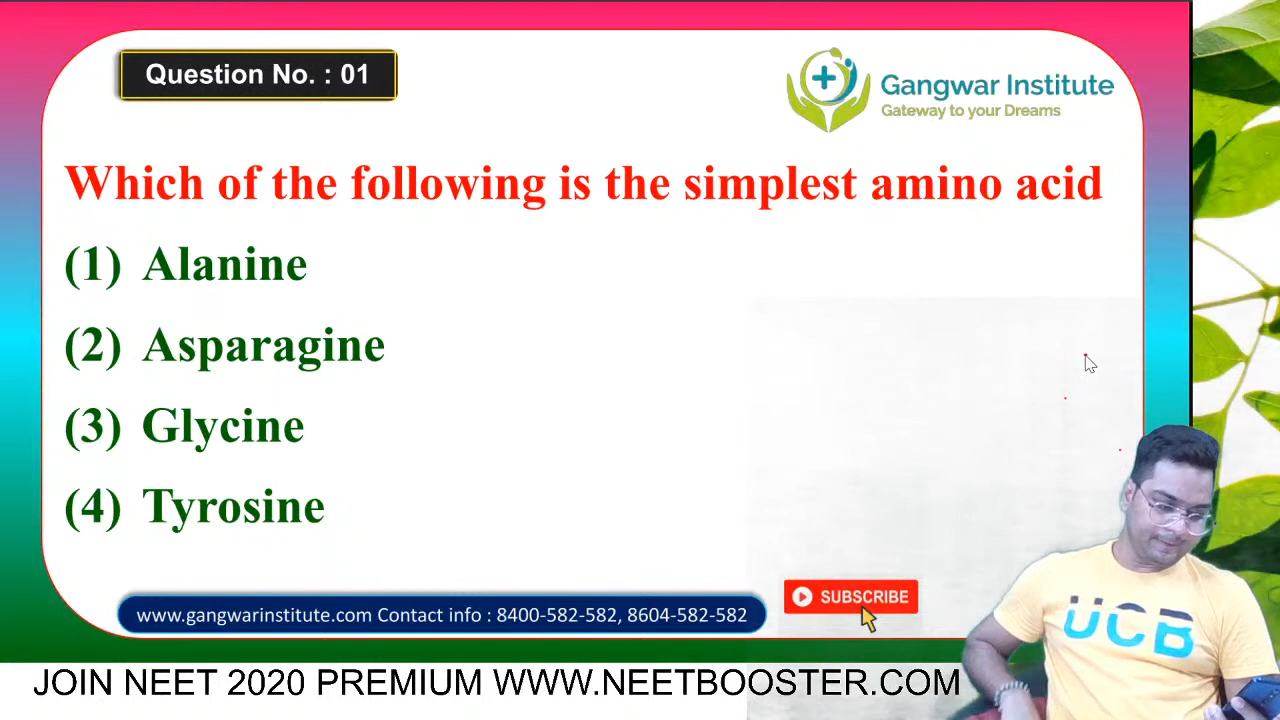 Question No. : 01
Gangwar Institute
Gateway to your Dreams
Which of the following is the simplest amino acid
(1) Alanine
(2) Asparagine
(3) Glycine
(4) Tyrosine
www.gangwarinstitute.com Contact info : 8400-582-582, 8604-582-582
SUBSCRIBE
UCB
JOIN NEET 2020 PREMIUM WWW.NEETBOOSTER.COM